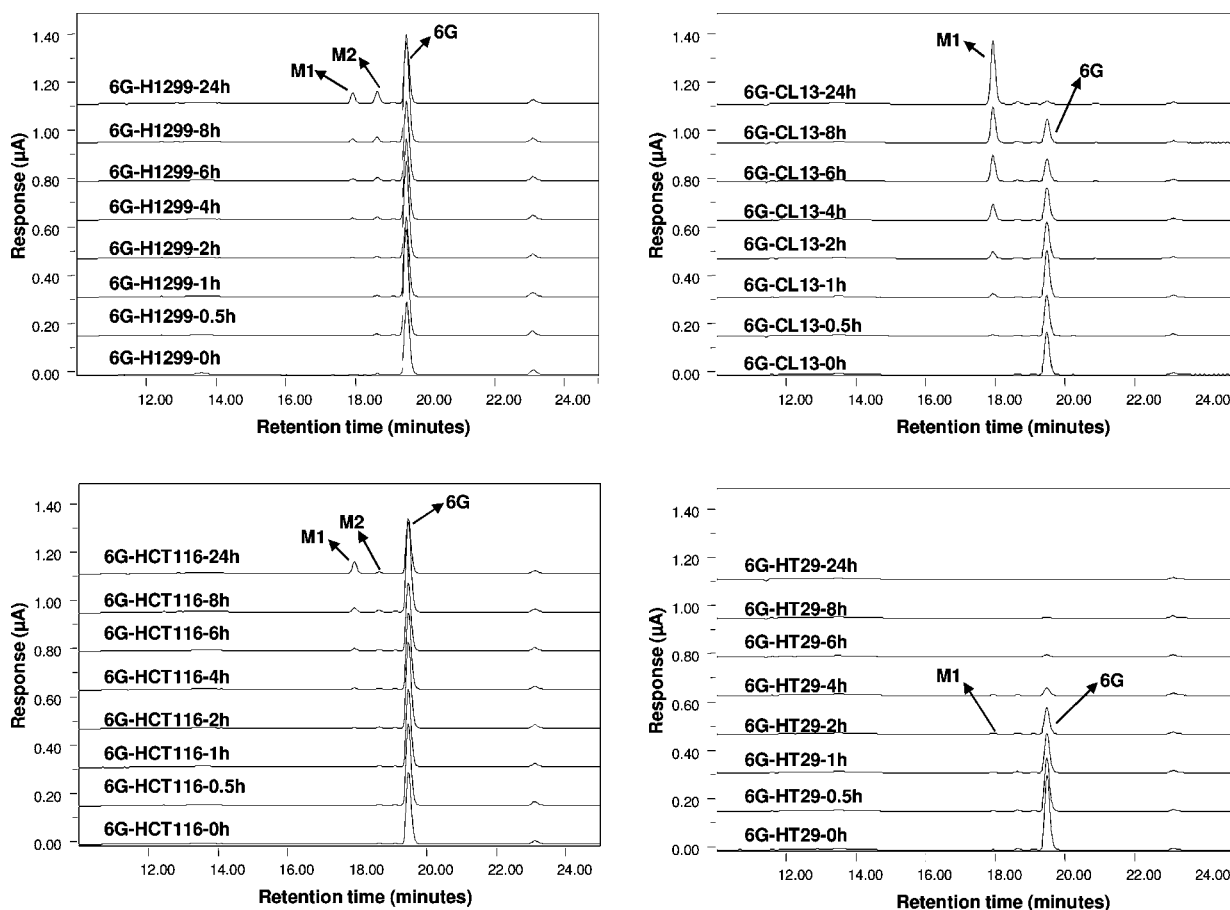 1.40
6G
M2
M1
1.20
6G-H1299-24h
1.00
6G-H1299-8h
6G-H1299-6h
0.80
6G-H1299-4h
0.60
6G-H1299-2h
0.40
6G-H1299-1h
0.20
6G-H1299-0.5h
6G-H1299-0h
0.00
Response (µA)
12.00 14.00 16.00 18.00 20.00 22.00 24.00
Retention time (minutes)
1.40
M1
6G
1.20
6G-CL13-24h
6G-CL13-8h
1.00
6G-CL13-6h
0.80
6G-CL13-4h
0.60
6G-CL13-2h
0.40
6G-CL13-1h
0.20
6G-CL13-0.5h
6G-CL13-0h
0.00
Response (µA)
12.00 14.00 16.00 18.00 20.00 22.00 24.00
Retention time (minutes)
1.40
6G
M2
M1
1.20
6G-HCT116-24h
1.00
6G-HCT116-8h
6G-HCT116-6h
0.80
6G-HCT116-4h
0.60
6G-HCT116-2h
0.40
6G-HCT116-1h
0.20
6G-HCT116-0.5h
6G-HCT116-0h
0.00
Response (µA)
12.00 14.00 16.00 18.00 20.00 22.00 24.00
Retention time (minutes)
1.40
1.20
6G-HT29-24h
1.00
6G-HT29-8h
0.80
6G-HT29-6h
M1
6G
6G-HT29-4h
0.60
6G-HT29-2h
0.40
6G-HT29-1h
0.20
6G-HT29-0.5h
6G-HT29-0h
0.00
Response (µA)
12.00 14.00 16.00 18.00 20.00 22.00 24.00
Retention time (minutes)